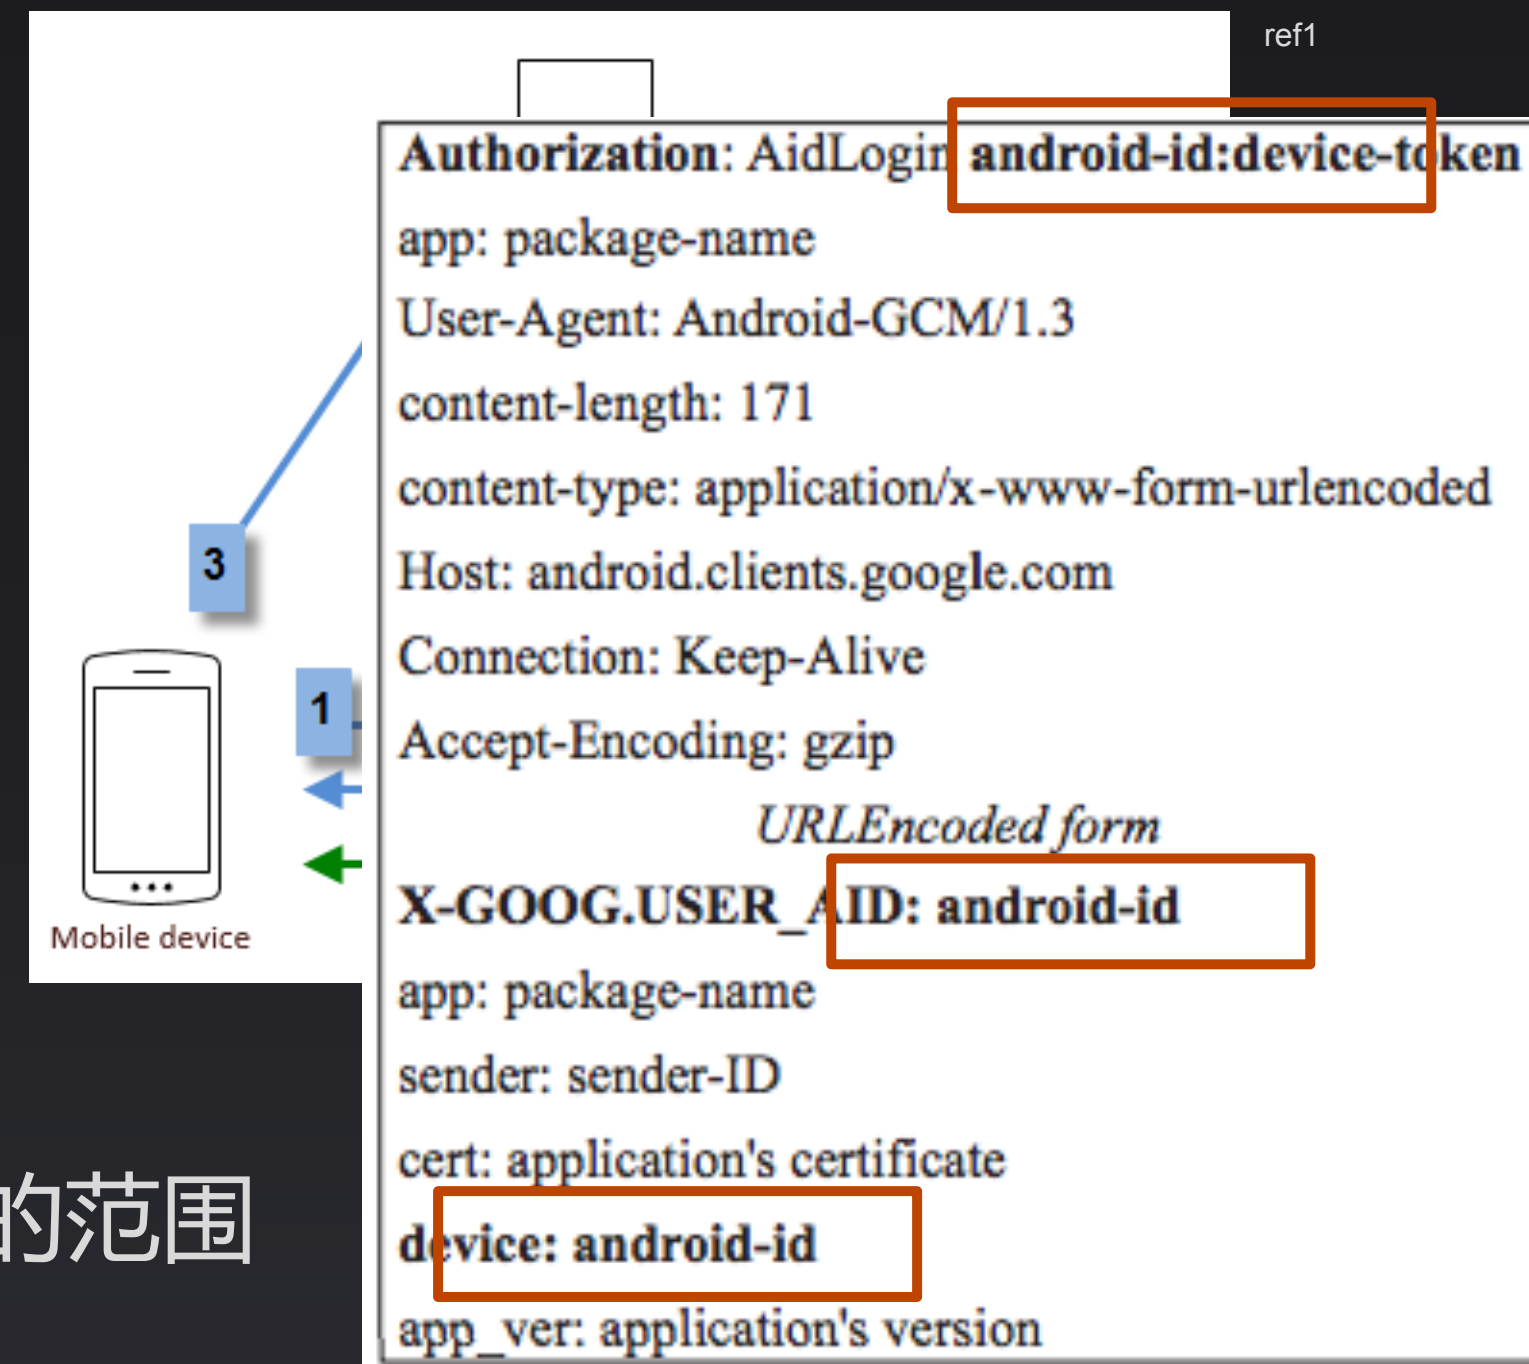 ref1
Authorization: AidLogin android-id:device-token
app: package-name
User-Agent: Android-GCM/1.3
content-length: 171
content-type: application/x-www-form-urlencoded
Host: android.clients.google.com
Connection: Keep-Alive
Accept-Encoding: gzip
URLEncoded form
X-GOOG.USER_AID: android-id
app: package-name
sender: sender-ID
cert: application's certificate
device: android-id
app_ver: application's version
3
1
Mobile device
的范围